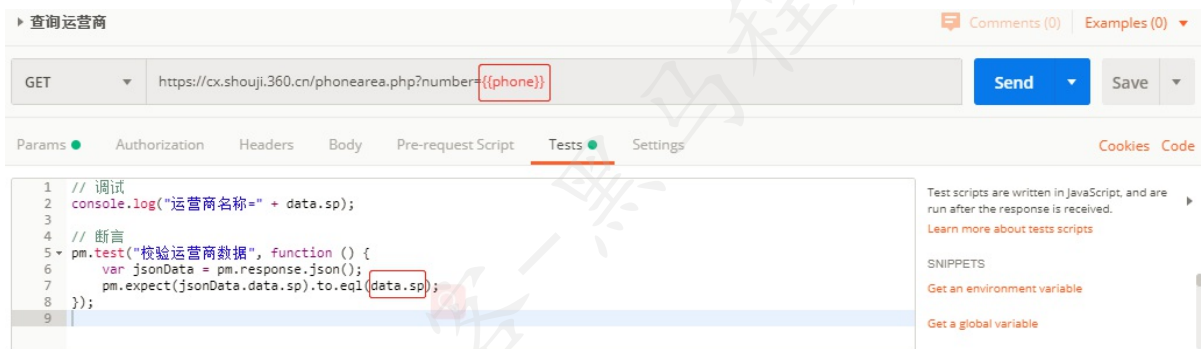 查询运营商
Comments (0) Examples (0)
GET https://cx.shouji.360.cn/phonearea.php?number={{phone}} Send Save
Params Authorization Headers Body Pre-request Script Tests Settings Cookies Code
1 // 调试
2 console.log("运营商名称=" + data.sp);
3
4 // 断言
5 pm.test("校验运营商数据", function () {
6 var jsonData = pm.response.json();
7 pm.expect(jsonData.data.sp).to.eql(data.sp);
8 });
9
Test scripts are written in JavaScript, and are
run after the response is received.
Learn more about tests scripts
SNIPPETS
Get an environment variable
Get a global variable